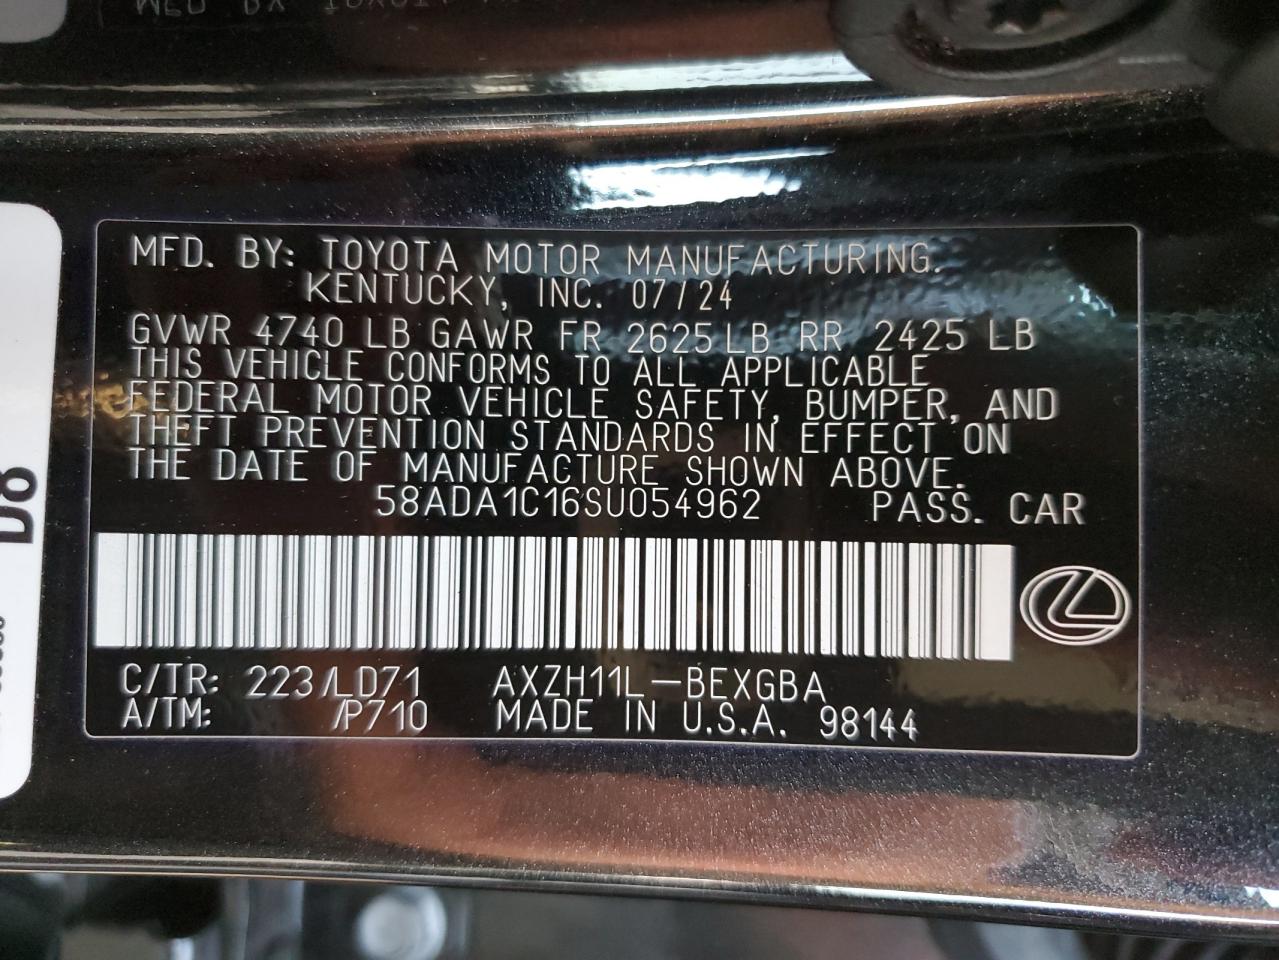 MFD. BY: TOYOTA MOTOR MANUFACTURING.
KENTUCKY, INC. 07/24
GVWR 4740 LB GAWR FR 2625 LB RR 2425 LB
THIS VEHICLE CONFORMS TO ALL APPLICABLE
FEDERAL MOTOR VEHICLE SAFETY, BUMPER, AND
THEFT PREVENTION STANDARDS IN EFFECT ON
THE DATE OF MANUFACTURE SHOWN ABOVE.
58ADA1C16SU054962 PASS. CAR
C/TR: 223/LD71 AXZH11L-BEXGBA
A/TM: /P710 MADE IN U.S.A. 98144
D8